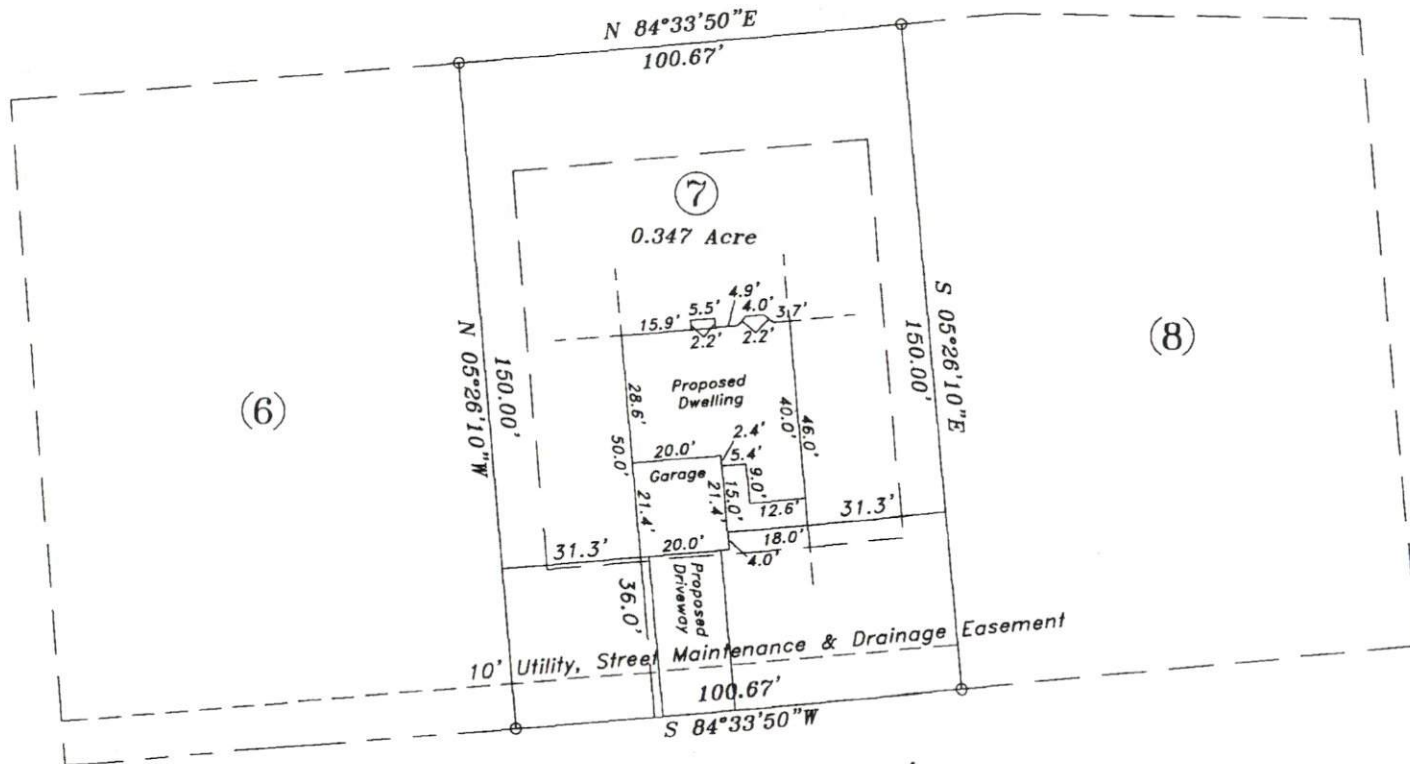 N 84°33'50"E
100.67'
7
0.347 Acre
4.9'
5.5'
4.0'
3.7'
15.9'
2.2'
2.2'
S 05°26'10"E
150.00'
N 05°26'10"W
150.00'
(6)
(8)
Proposed
Dwelling
28.6'
40.0'
46.0'
50.0'
2.4'
20.0'
5.4'
Garage
9.0'
21.4'
21.4'
15.0'
12.6'
31.3'
18.0'
31.3'
20.0'
4.0'
36.0'
Proposed
Driveway
10' Utility, Street Maintenance & Drainage Easement
100.67'
S 84°33'50"W